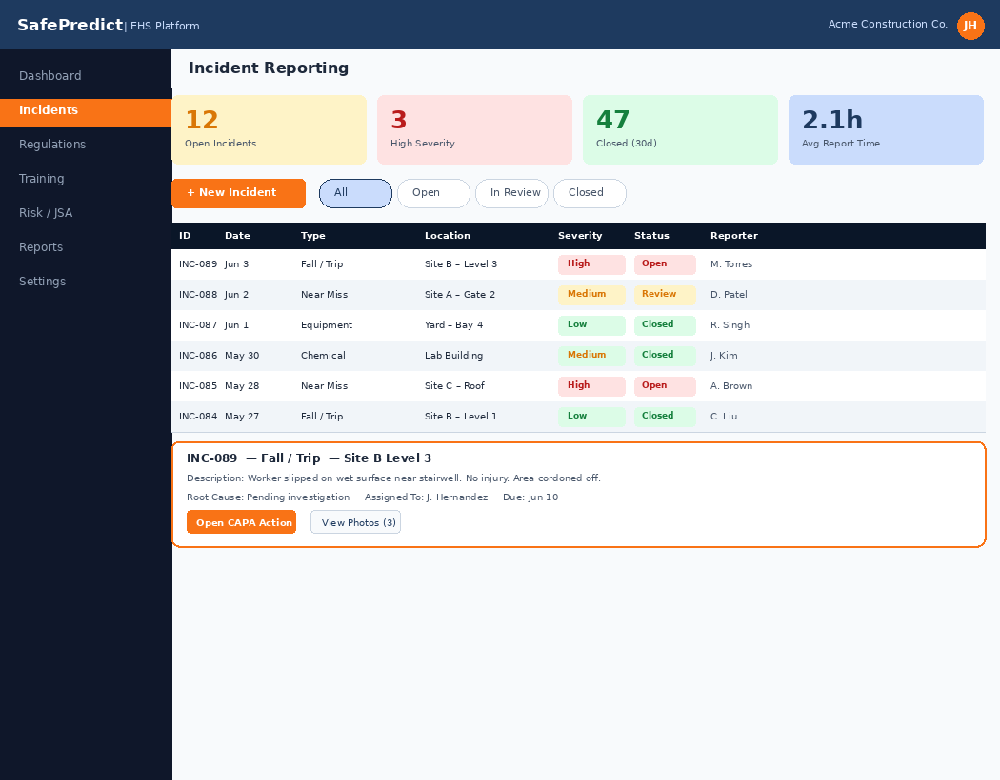 SafePredict | EHS Platform
Acme Construction Co. JH
Dashboard
Incidents
Regulations
Training
Risk / JSA
Reports
Settings
Incident Reporting
12
Open Incidents
3
High Severity
47
Closed (30d)
2.1h
Avg Report Time
+ New Incident All Open In Review Closed
ID Date Type Location Severity Status Reporter
INC-089 Jun 3 Fall / Trip Site B – Level 3 High Open M. Torres
INC-088 Jun 2 Near Miss Site A – Gate 2 Medium Review D. Patel
INC-087 Jun 1 Equipment Yard – Bay 4 Low Closed R. Singh
INC-086 May 30 Chemical Lab Building Medium Closed J. Kim
INC-085 May 28 Near Miss Site C – Roof High Open A. Brown
INC-084 May 27 Fall / Trip Site B – Level 1 Low Closed C. Liu
INC-089 — Fall / Trip — Site B Level 3
Description: Worker slipped on wet surface near stairwell. No injury. Area cordoned off.
Root Cause: Pending investigation Assigned To: J. Hernandez Due: Jun 10
Open CAPA Action View Photos (3)